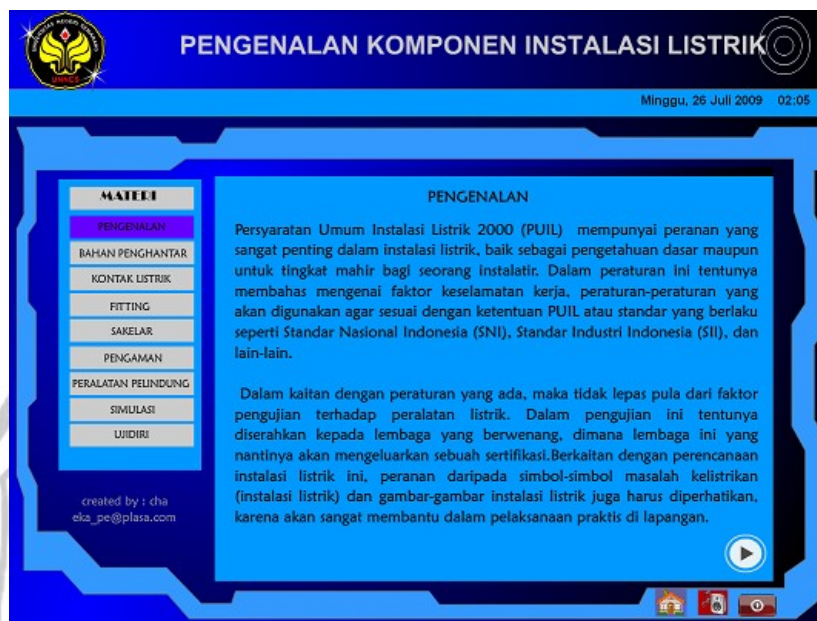 UNIVERSITAS NEGERI SEMARANG
UNNES
PENGENALAN KOMPONEN INSTALASI LISTRIK
Minggu, 26 Juli 2009 02:05
MATERI
PENGENALAN
BAHAN PENGHANTAR
KONTAK LISTRIK
FITTING
SAKELAR
PENGAMAN
PERALATAN PELINDUNG
SIMULASI
UJIDIRI
created by : cha
eka_pe@plasa.com
PENGENALAN
Persyaratan Umum Instalasi Listrik 2000 (PUIL) mempunyai peranan yang
sangat penting dalam instalasi listrik, baik sebagai pengetahuan dasar maupun
untuk tingkat mahir bagi seorang instalatir. Dalam peraturan ini tentunya
membahas mengenai faktor keselamatan kerja, peraturan-peraturan yang
akan digunakan agar sesuai dengan ketentuan PUIL atau standar yang berlaku
seperti Standar Nasional Indonesia (SNI), Standar Industri Indonesia (SII), dan
lain-lain.
Dalam kaitan dengan peraturan yang ada, maka tidak lepas pula dari faktor
pengujian terhadap peralatan listrik. Dalam pengujian ini tentunya
diserahkan kepada lembaga yang berwenang, dimana lembaga ini yang
nantinya akan mengeluarkan sebuah sertifikasi.Berkaitan dengan perencanaan
instalasi listrik ini, peranan daripada simbol-simbol masalah kelistrikan
(instalasi listrik) dan gambar-gambar instalasi listrik juga harus diperhatikan,
karena akan sangat membantu dalam pelaksanaan praktis di lapangan.